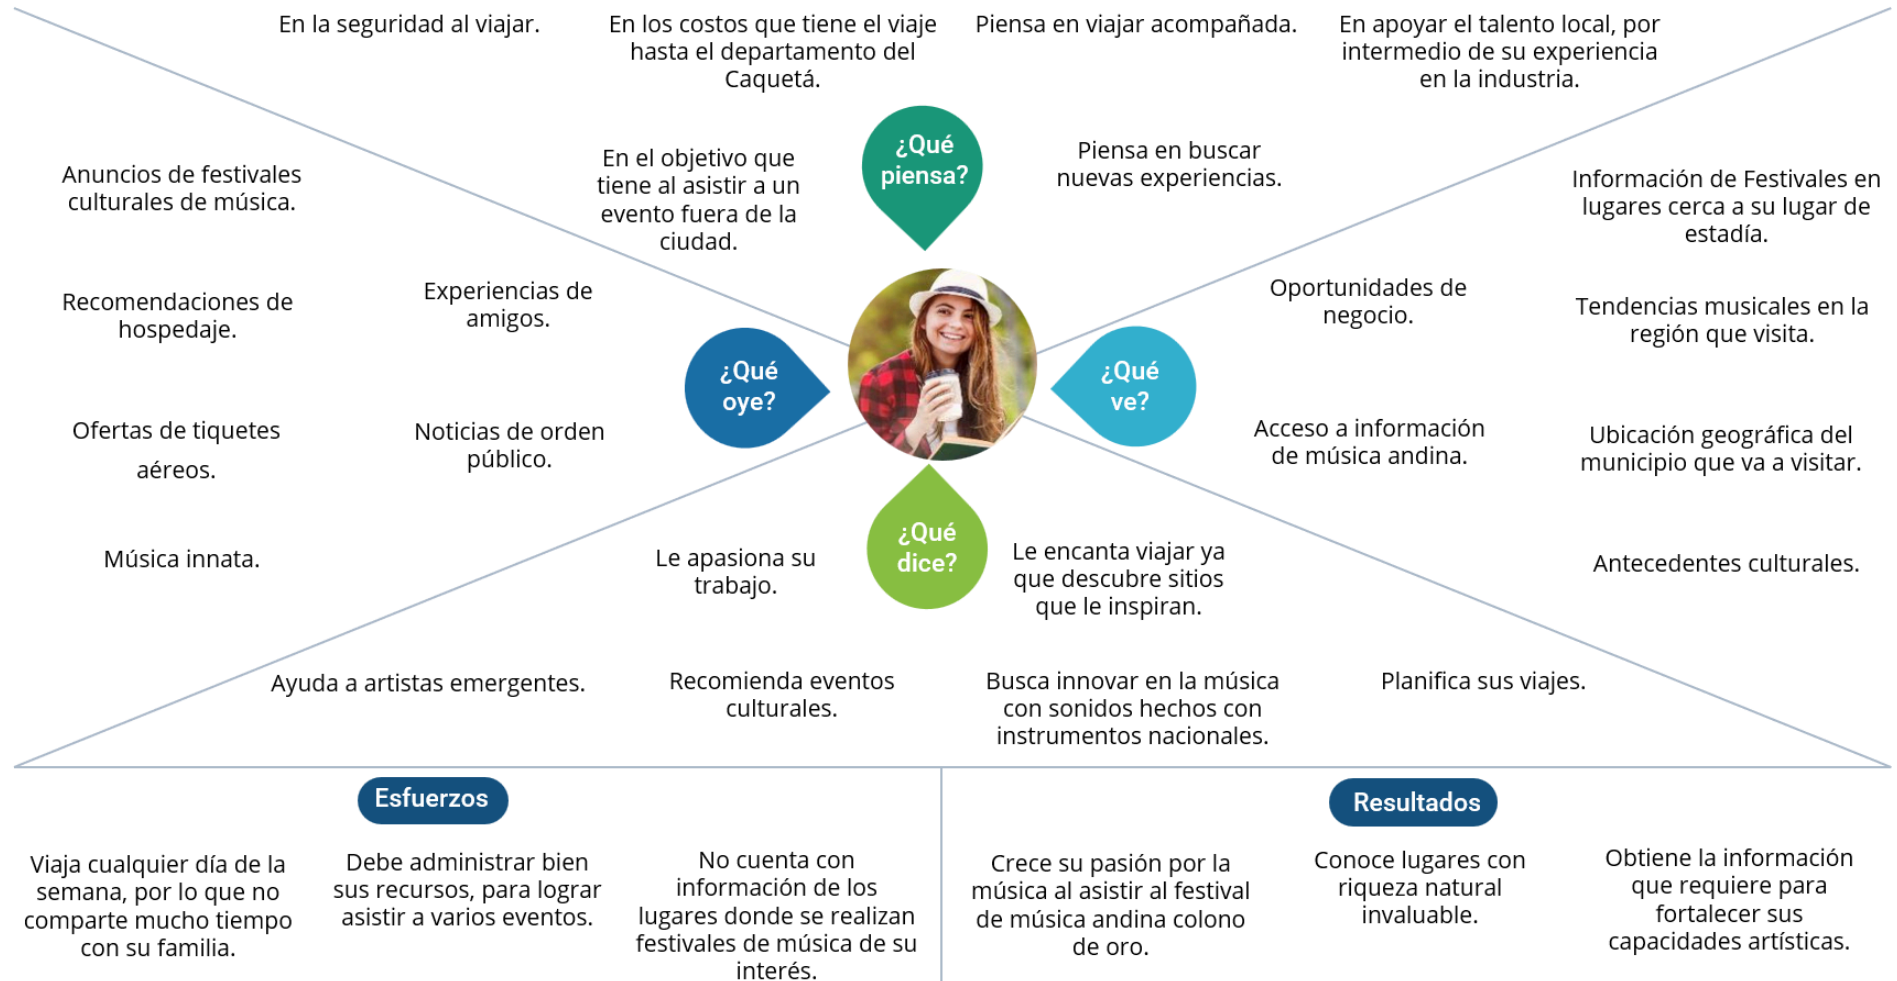 En la seguridad al viajar.
En los costos que tiene el viaje
hasta el departamento del
Caquetá.
Piensa en viajar acompañada.
En apoyar el talento local, por
intermedio de su experiencia
en la industria.
¿Qué
piensa?
En el objetivo que
tiene al asistir a un
evento fuera de la
ciudad.
Piensa en buscar
nuevas experiencias.
Anuncios de festivales
culturales de música.
Recomendaciones de
hospedaje.
Experiencias de
amigos.
¿Qué
oye?
Ofertas de tiquetes
aéreos.
Noticias de orden
público.
Música innata.
Información de Festivales en
lugares cerca a su lugar de
estadía.
Oportunidades de
negocio.
Tendencias musicales en la
región que visita.
¿Qué
ve?
Acceso a información
de música andina.
Ubicación geográfica del
municipio que va a visitar.
Antecedentes culturales.
¿Qué
dice?
Le apasiona su
trabajo.
Le encanta viajar ya
que descubre sitios
que le inspiran.
Ayuda a artistas emergentes.
Recomienda eventos
culturales.
Busca innovar en la música
con sonidos hechos con
instrumentos nacionales.
Planifica sus viajes.
Esfuerzos
Viaja cualquier día de la
semana, por lo que no
comparte mucho tiempo
con su familia.
Debe administrar bien
sus recursos, para lograr
asistir a varios eventos.
No cuenta con
información de los
lugares donde se realizan
festivales de música de su
interés.
Resultados
Crece su pasión por la
música al asistir al festival
de música andina colono
de oro.
Conoce lugares con
riqueza natural
invaluable.
Obtiene la información
que requiere para
fortalecer sus
capacidades artísticas.